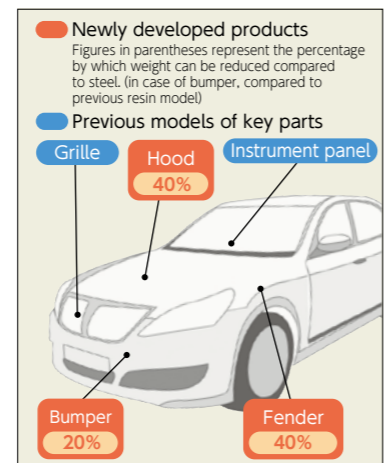 Newly developed products
Figures in parentheses represent the percentage
by which weight can be reduced compared
to steel. (in case of bumper, compared to
previous resin model)
Previous models of key parts
Grille
Hood
40%
Instrument panel
Bumper
20%
Fender
40%